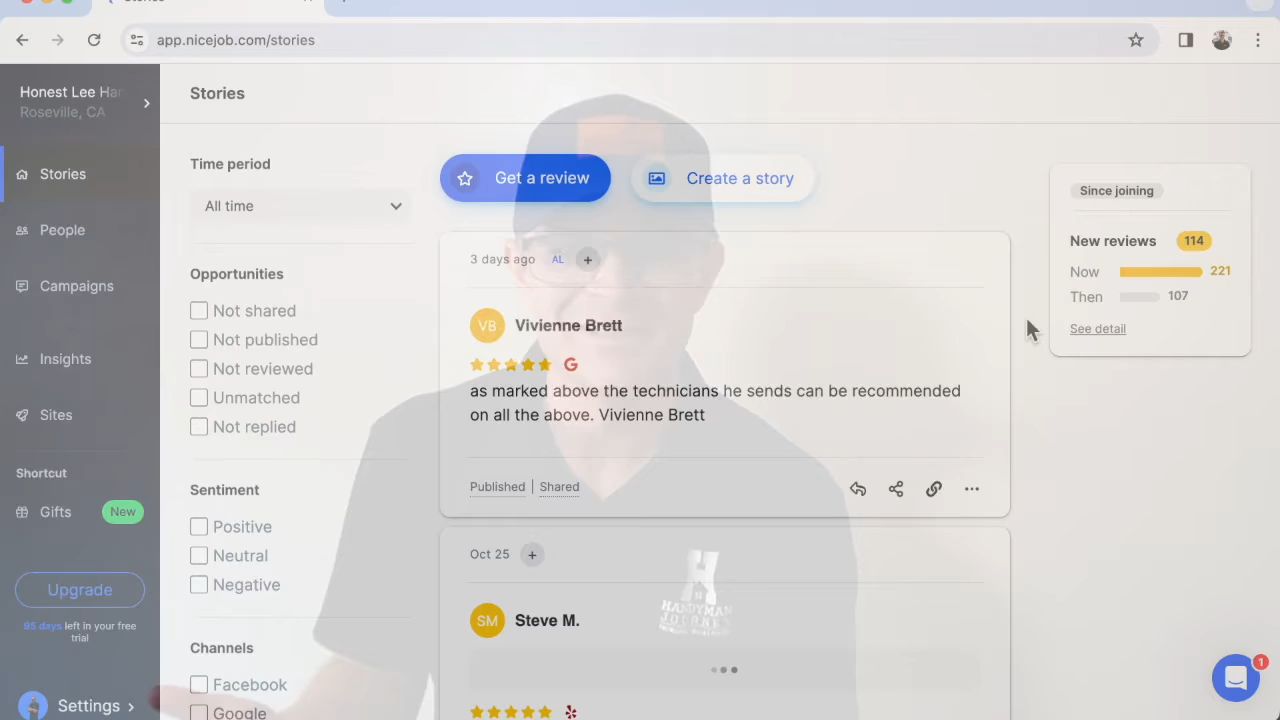 Stories
app.nicejob.com/stories
Honest Lee Han
Roseville, CA
Stories
People
Campaigns
Insights
Sites
Shortcut
Gifts
New
Upgrade
95 days left in your free
trial
Settings
Stories
Time period
All time
Opportunities
Not shared
Not published
Not reviewed
Unmatched
Not replied
Sentiment
Positive
Neutral
Negative
Channels
Facebook
Google
Get a review
Create a story
3 days ago
AL
+
VB
Vivienne Brett
as marked above the technicians he sends can be recommended
on all the above. Vivienne Brett
Published | Shared
Oct 25
+
SM
Steve M.
HANDYMAN
JOURNEY
Since joining
New reviews 114
Now 221
Then 107
See detail
1